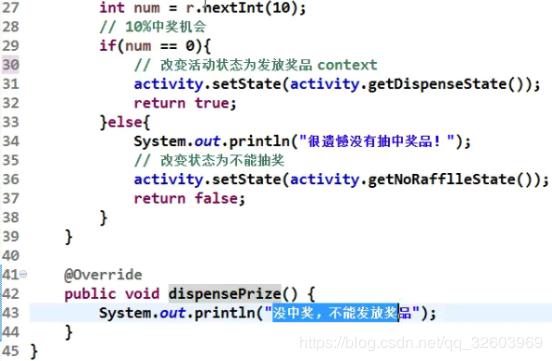 27 int num = r.nextInt(10);
28 // 10%中奖机会
29 if(num == 0){
30 // 改变活动状态为发放奖品 context
31 activity.setState(activity.getDispenseState());
32 return true;
33 }else{
34 System.out.println("很遗憾没有抽中奖品!");
35 // 改变状态为不能抽奖
36 activity.setState(activity.getNoRafflleState());
37 return false;
38 }
39 }
40
41 @Override
42 public void dispensePrize() {
43 System.out.println("没中奖，不能发放奖品");
44 }
45 }
https://blog.csdn.net/qq_32603969